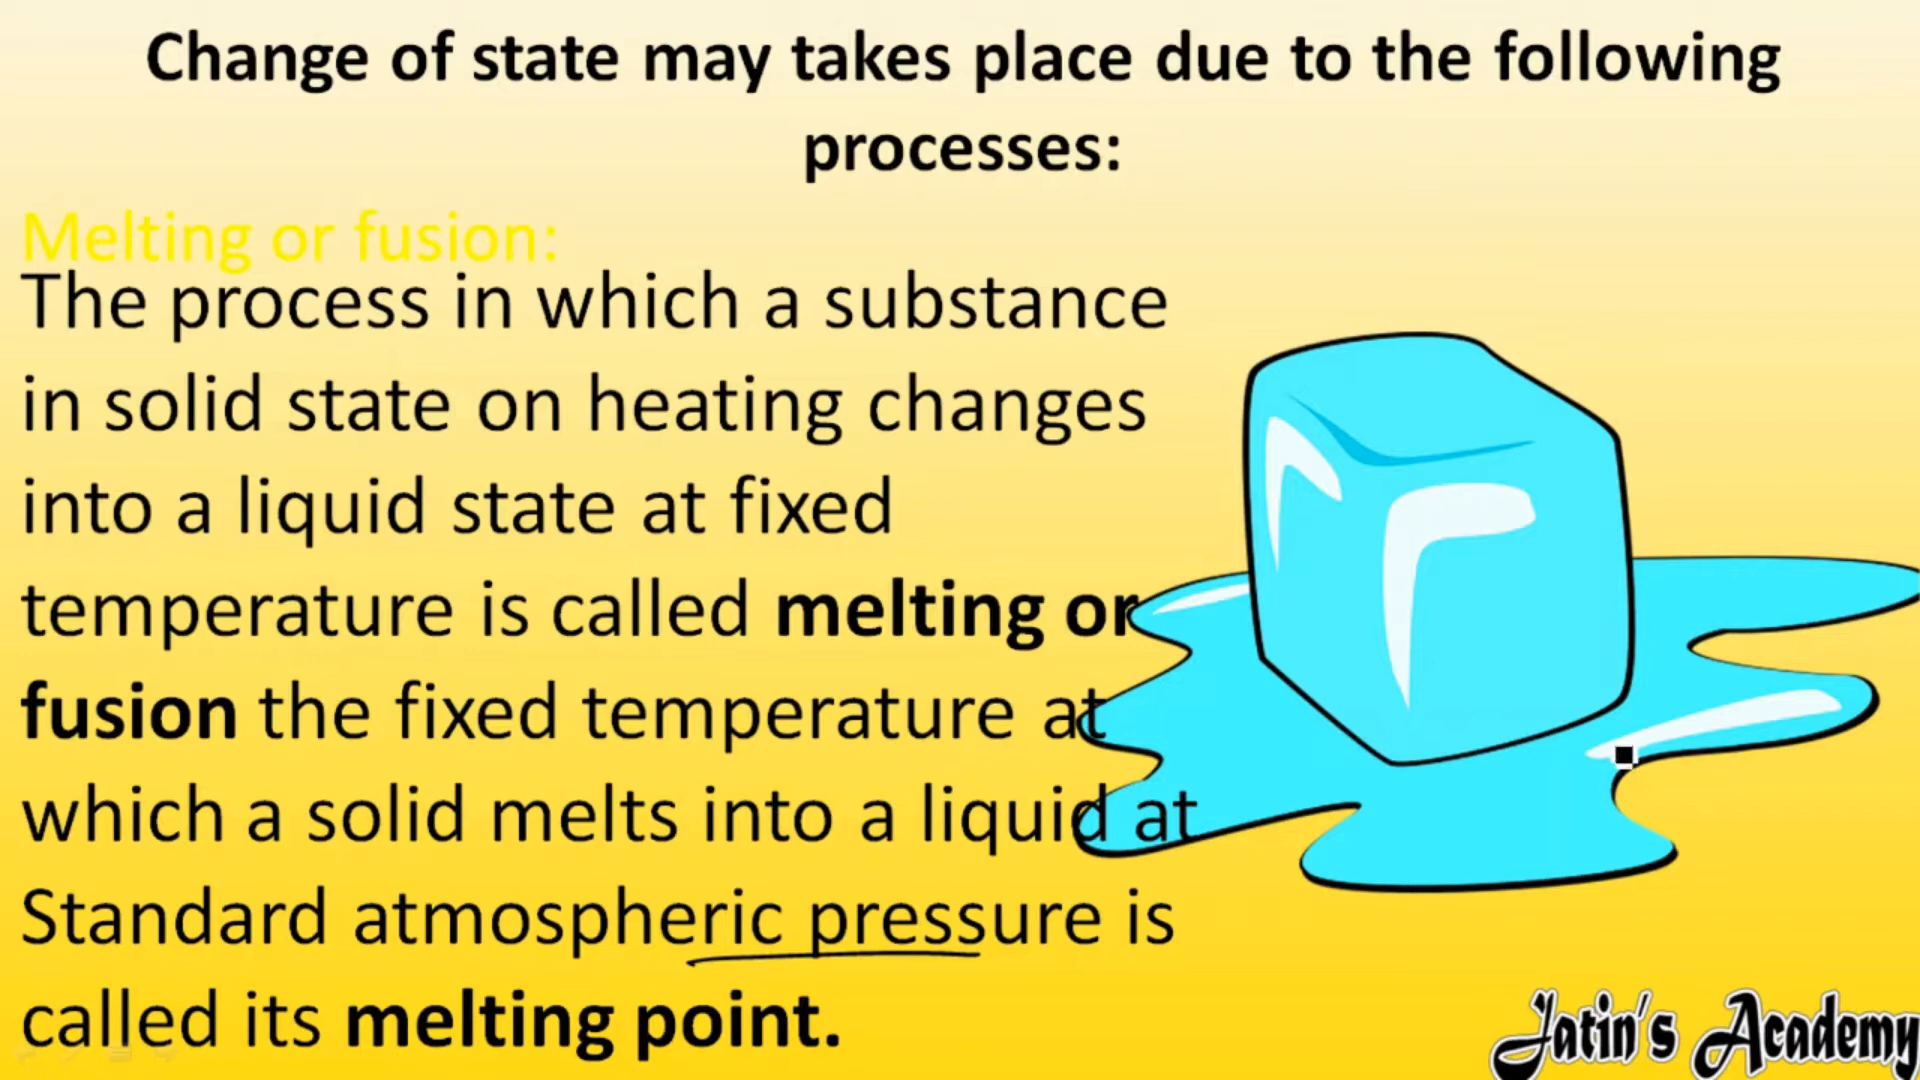 Change of state may takes place due to the following
processes:
Melting or fusion:
The process in which a substance
in solid state on heating changes
into a liquid state at fixed
temperature is called melting or
fusion the fixed temperature at
which a solid melts into a liquid at
Standard atmospheric pressure is
called its melting point.
Jatin's Academy